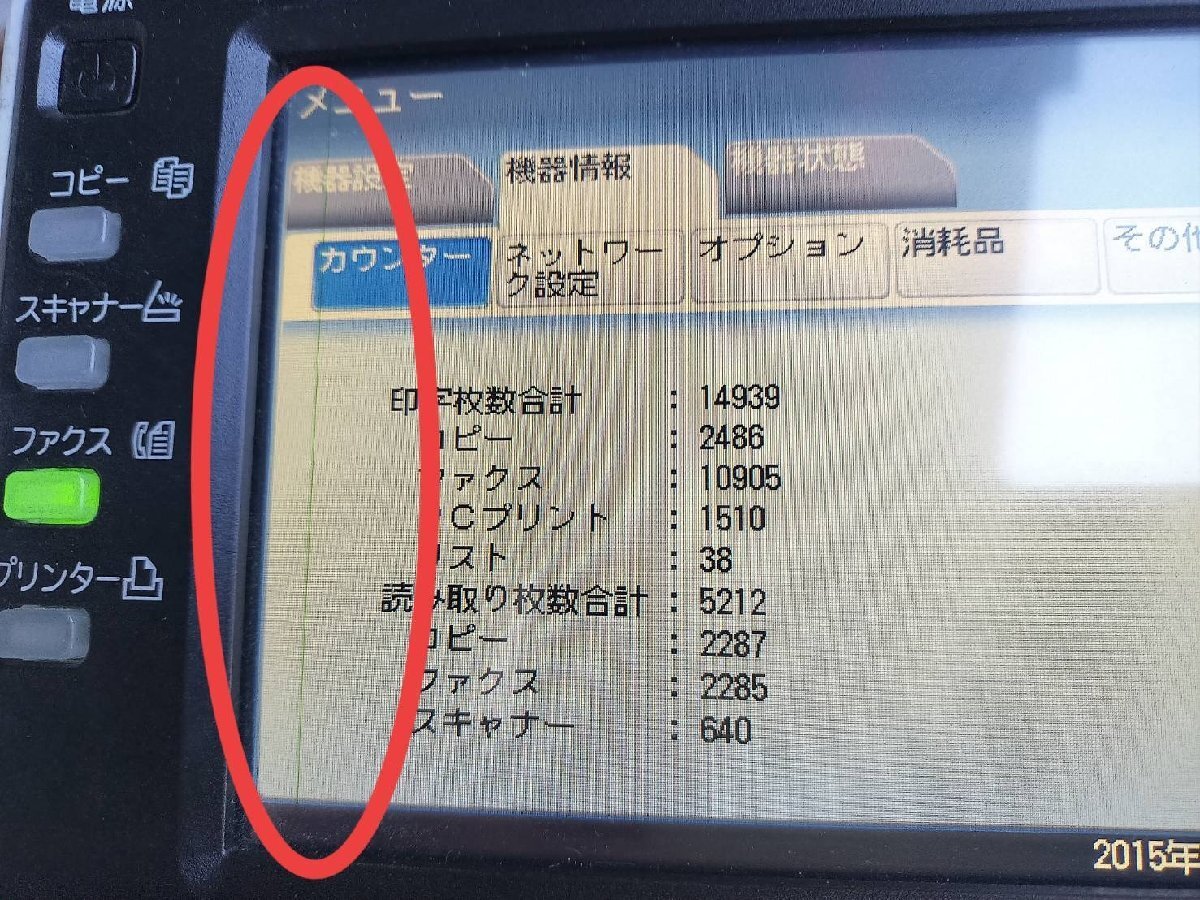 電源
メニュー
機器設定
機器情報
機器状態
カウンター
ネットワー
ク設定
オプション
消耗品
その他
コピー
スキャナー
ファクス
プリンター
印字枚数合計 : 14939
コピー : 2486
ファクス : 10905
PCプリント : 1510
リスト : 38
読み取り枚数合計 : 5212
コピー : 2287
ファクス : 2285
スキャナー : 640
2015年